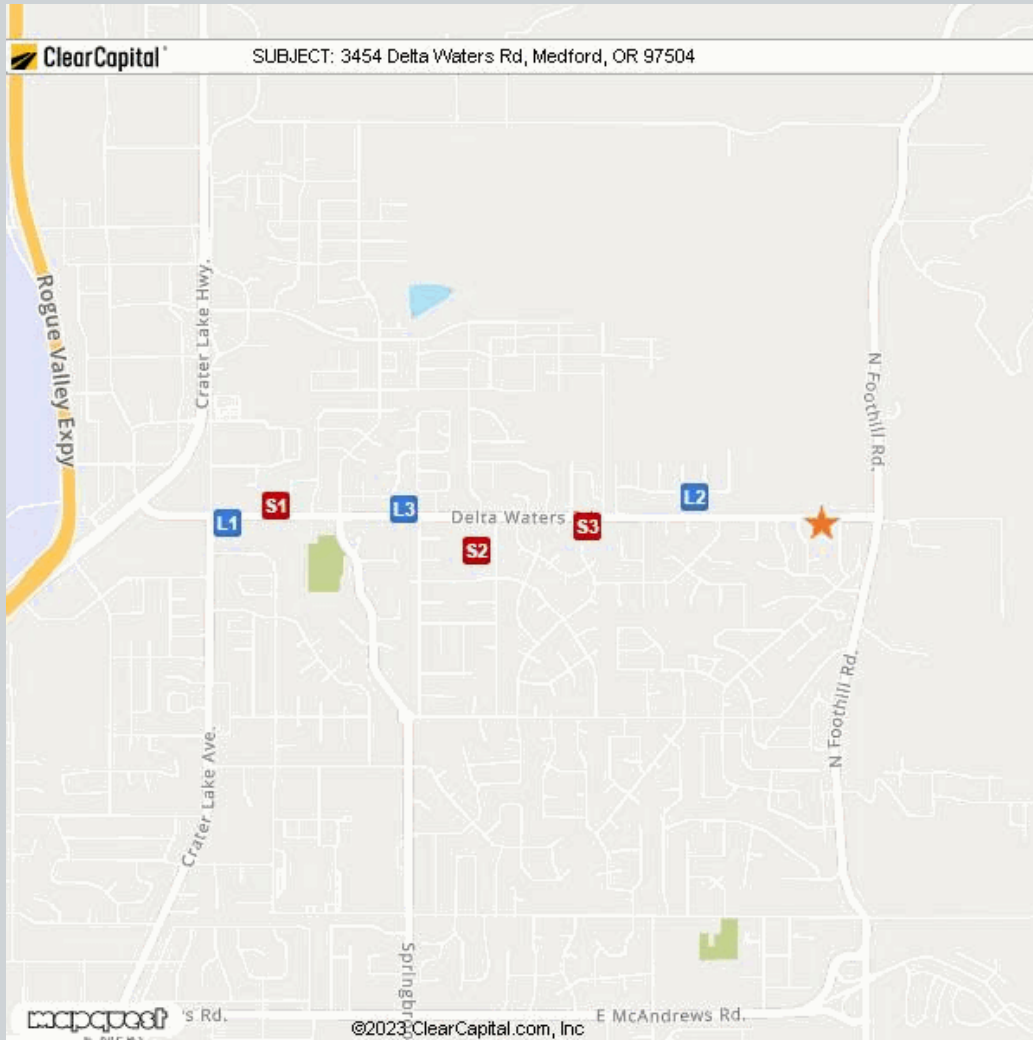 ClearCapital
SUBJECT: 3454 Delta Waters Rd, Medford, OR 97504
Rogue Valley Expy
Crater Lake Hwy.
N Foothill Rd.
L2
S1
L3
L1
Delta Waters
S3
S2
N Foothill Rd.
Crater Lake Ave.
Springbr
mapquest
's Rd.
E McAndrews Rd.
©2023 ClearCapital.com, Inc